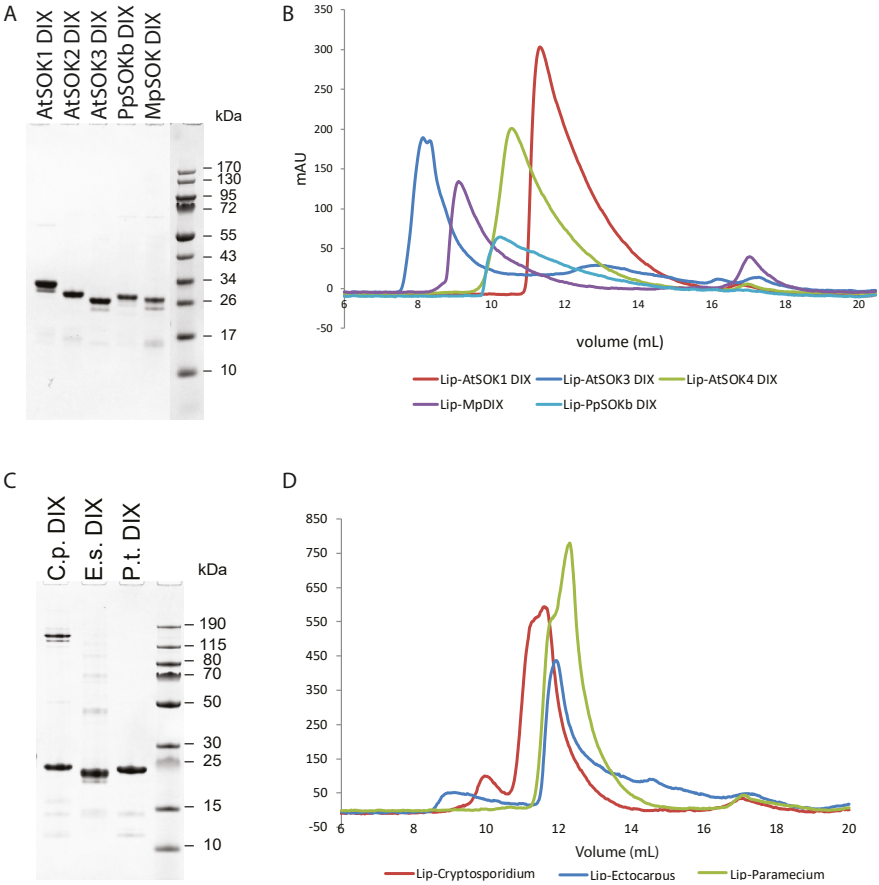 A
AtSOK1 DIX
AtSOK2 DIX
AtSOK3 DIX
PpSOKb DIX
MpSOK DIX
kDa
170
130
95
72
55
43
34
26
17
10
B
350
300
250
200
150
100
50
0
-50
mAU
6 8 10 12 14 16 18 20
volume (mL)
Lip-AtSOK1 DIX Lip-AtSOK3 DIX Lip-AtSOK4 DIX
Lip-MpDIX Lip-PpSOKb DIX
C
C.p. DIX
E.s. DIX
P.t. DIX
kDa
190
115
80
70
50
30
25
15
10
D
850
750
650
550
450
350
250
150
50
-50
6 8 10 12 14 16 18 20
Volume (mL)
Lip-Cryptosporidium Lip-Ectocarpus Lip-Paramecium